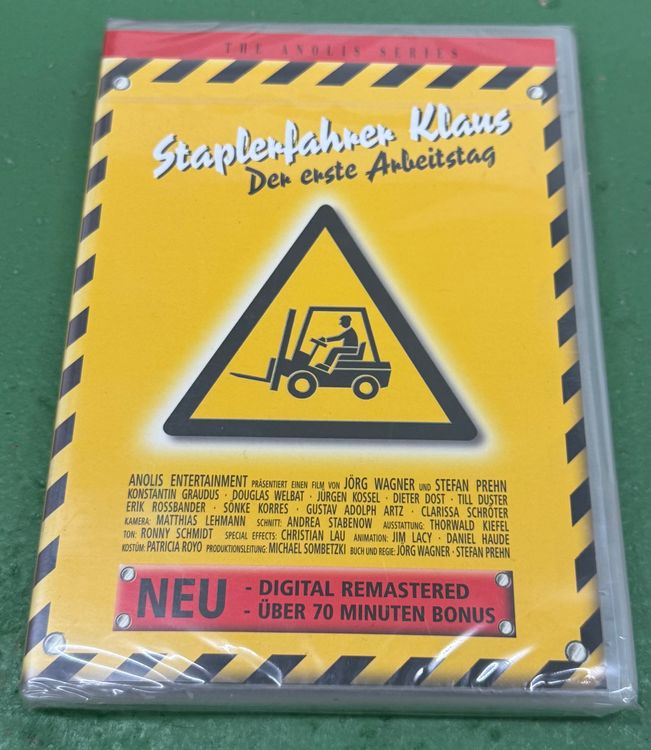 THE ANOLIS SERIES
Staplerfahrer Klaus
Der erste Arbeitstag
ANOLIS ENTERTAINMENT PRÄSENTIERT EINEN FILM VON JÖRG WAGNER UND STEFAN PREHN
KONSTANTIN GRAUDUS · DOUGLAS WELBAT · JÜRGEN KOSSEL · DIETER DOST · TILL DUSTER
ERIK ROSSBANDER · SÖNKE KORRES · GUSTAV ADOLPH ARTZ · CLARISSA SCHRÖTER
KAMERA: MATTHIAS LEHMANN SCHNITT: ANDREA STABENOW AUSSTATTUNG: THORWALD KIEFEL
TON: RONNY SCHMIDT SPECIAL EFFECTS: CHRISTIAN LAU ANIMATION: JIM LACY · DANIEL HAUDE
KOSTÜM: PATRICIA ROYO PRODUKTIONSLEITUNG: MICHAEL SOMBETZKI BUCH UND REGIE: JÖRG WAGNER · STEFAN PREHN
NEU - DIGITAL REMASTERED
- ÜBER 70 MINUTEN BONUS